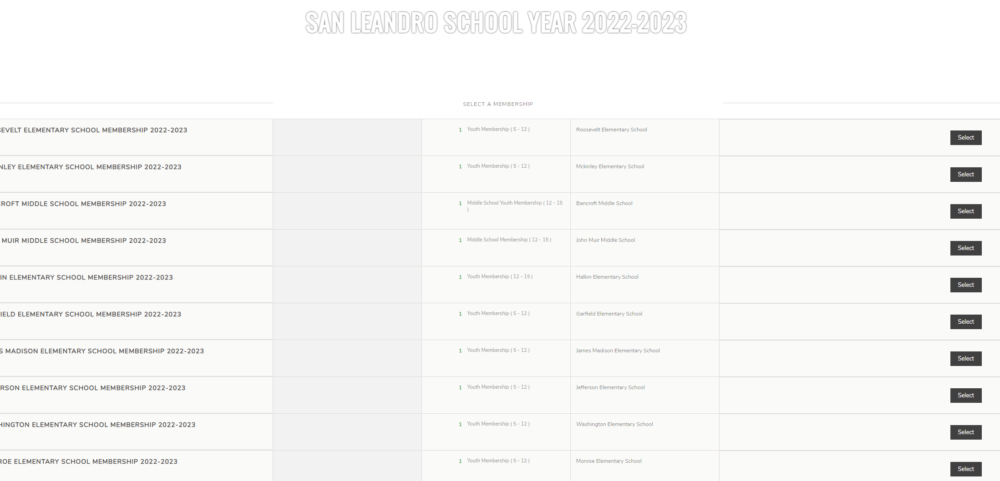 SAN LEANDRO SCHOOL YEAR 2022-2023
SELECT A MEMBERSHIP
SEVELT ELEMENTARY SCHOOL MEMBERSHIP 2022-2023
1 Youth Membership ( 5 - 12 )
Roosevelt Elementary School
Select
NLEY ELEMENTARY SCHOOL MEMBERSHIP 2022-2023
1 Youth Membership ( 5 - 12 )
Mckinley Elementary School
Select
CROFT MIDDLE SCHOOL MEMBERSHIP 2022-2023
1 Middle School Youth Membership ( 12 - 15
)
Bancroft Middle School
Select
MUIR MIDDLE SCHOOL MEMBERSHIP 2022-2023
1 Middle School Membership ( 12 - 15 )
John Muir Middle School
Select
IN ELEMENTARY SCHOOL MEMBERSHIP 2022-2023
1 Youth Membership ( 12 - 15 )
Halkin Elementary School
Select
IELD ELEMENTARY SCHOOL MEMBERSHIP 2022-2023
1 Youth Membership ( 5 - 12 )
Garfield Elementary School
Select
S MADISON ELEMENTARY SCHOOL MEMBERSHIP 2022-2023
1 Youth Membership ( 5 - 12 )
James Madison Elementary School
Select
RSON ELEMENTARY SCHOOL MEMBERSHIP 2022-2023
1 Youth Membership ( 5 - 12 )
Jefferson Elementary School
Select
HINGTON ELEMENTARY SCHOOL MEMBERSHIP 2022-2023
1 Youth Membership ( 5 - 12 )
Washington Elementary School
Select
ROE ELEMENTARY SCHOOL MEMBERSHIP 2022-2023
1 Youth Membership ( 5 - 12 )
Monroe Elementary School
Select